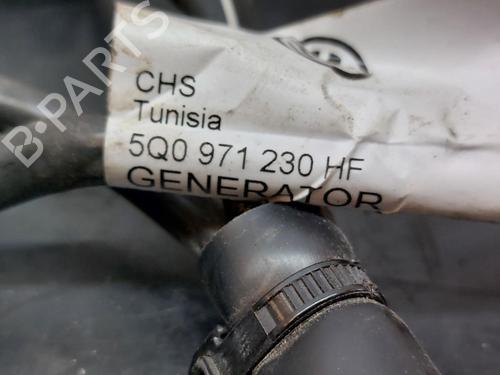 CHS
Tunisia
5Q0 971 230 HF
GENERATOR
B-PARTS